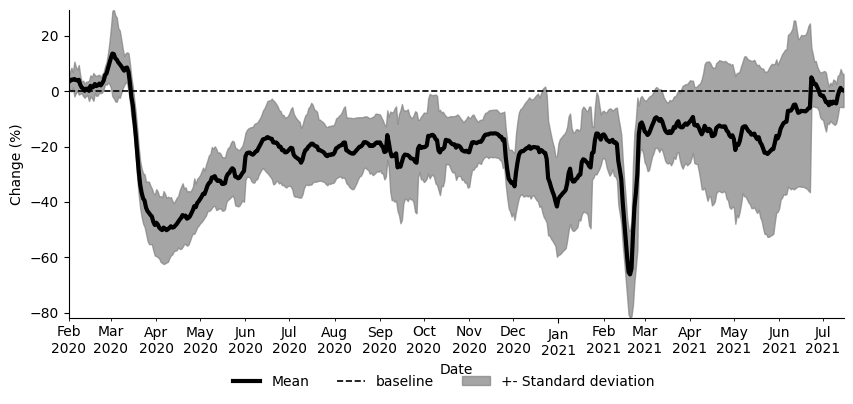 Change (%)
20
0
−20
−40
−60
−80
Feb Mar Apr May Jun Jul Aug Sep Oct Nov Dec Jan Feb Mar Apr May Jun Jul
2020 2020 2020 2020 2020 2020 2020 2020 2020 2020 2020 2021 2021 2021 2021 2021 2021 2021
Date
Mean baseline +- Standard deviation